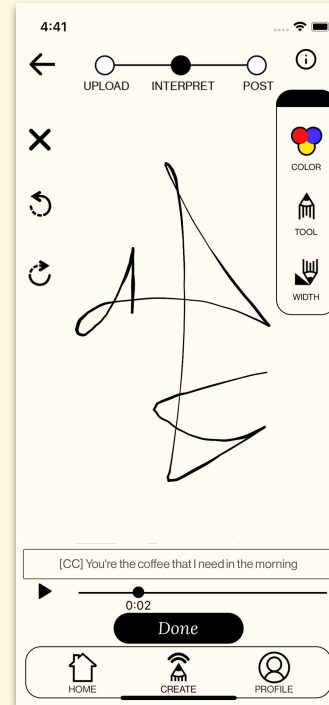 4:41
UPLOAD INTERPRET POST
COLOR
TOOL
WIDTH
[CC] You're the coffee that I need in the morning
0:02
Done
HOME CREATE PROFILE